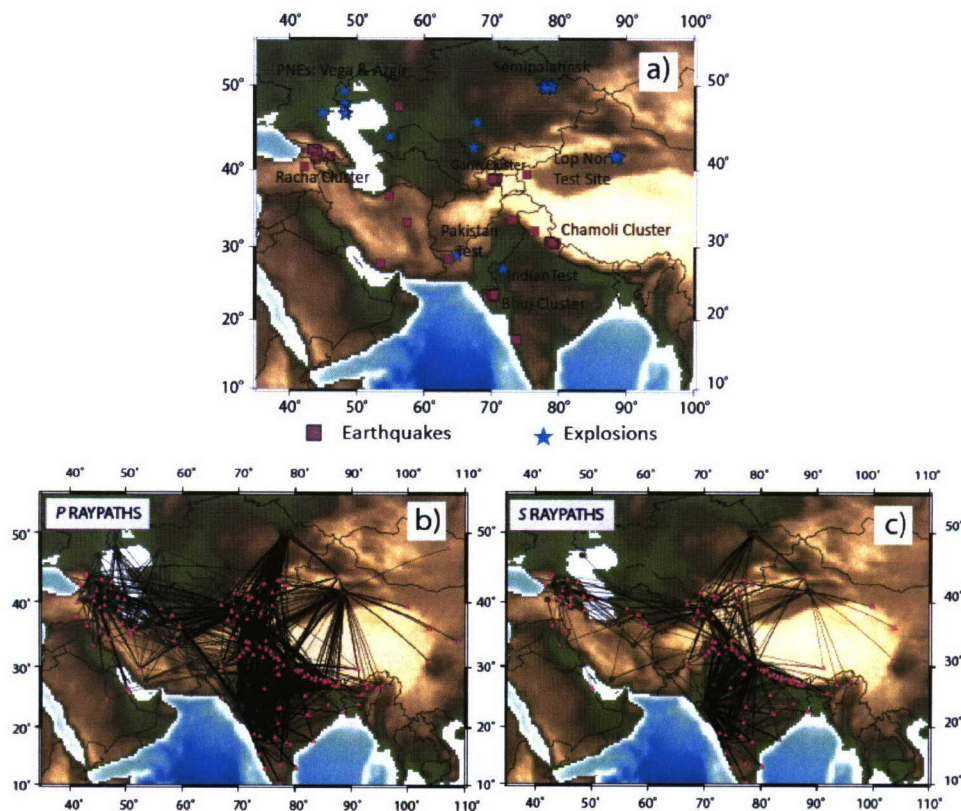 40° 50° 60° 70° 80° 90° 100°
PNEs: Vega & Azgir
Semipalatinsk
a)
50° 50°
40° 40°
Racha Cluster
Garm Cluster
Lop Nor
Test Site
30° 30°
Pakistan
Test
Chamoli Cluster
Indian Test
Bhuj Cluster
20° 20°
10° 10°
40° 50° 60° 70° 80° 90° 100°
Earthquakes
Explosions
40° 50° 60° 70° 80° 90° 100° 110°
P RAYPATHS
b)
50°
40°
30°
20°
10°
40° 50° 60° 70° 80° 90° 100° 110°
40° 50° 60° 70° 80° 90° 100° 110°
S RAYPATHS
c)
50°
40°
30°
20°
10°
40° 50° 60° 70° 80° 90° 100° 110°